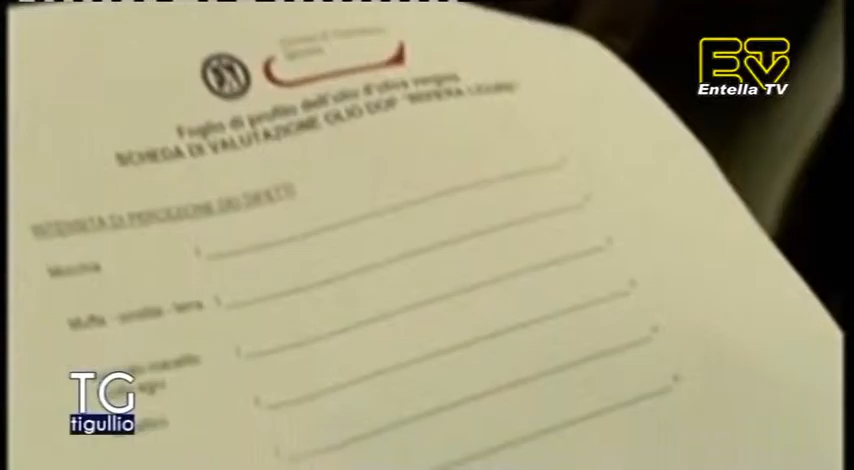 ETV
Entella TV
Foglio di profilo dell'olio d'oliva vergine
SCHEDA DI VALUTAZIONE OLIO DOP "RIVIERA LIGURE"
INTENSITÀ DI PERCEZIONE DEI DIFETTI
Morchia
Muffa - umidità - terra
TG
tigullio